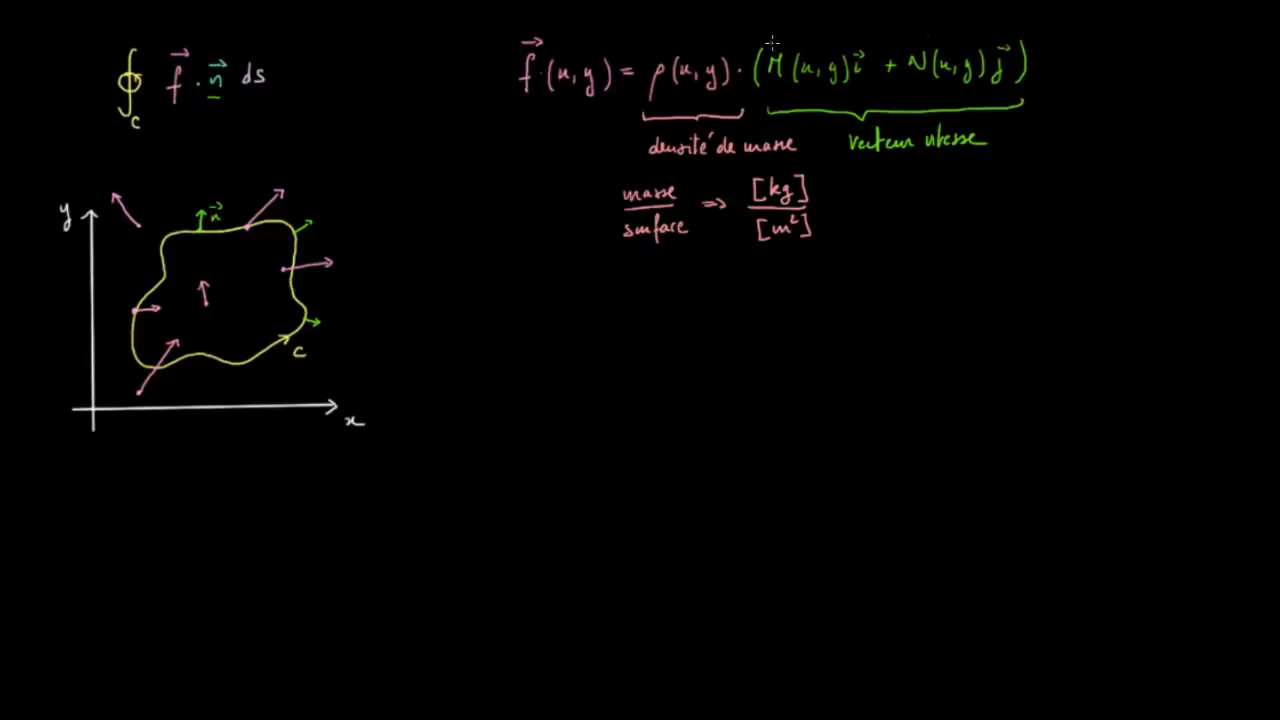 ∮_C f⃗ · n⃗ ds
f⃗ (x, y) = ρ(x, y) · (M(x, y) i⃗ + N(x, y) j⃗)
densité de masse
vecteur vitesse
masse/surface ⇒ [kg]/[m²]
y
n⃗
C
x